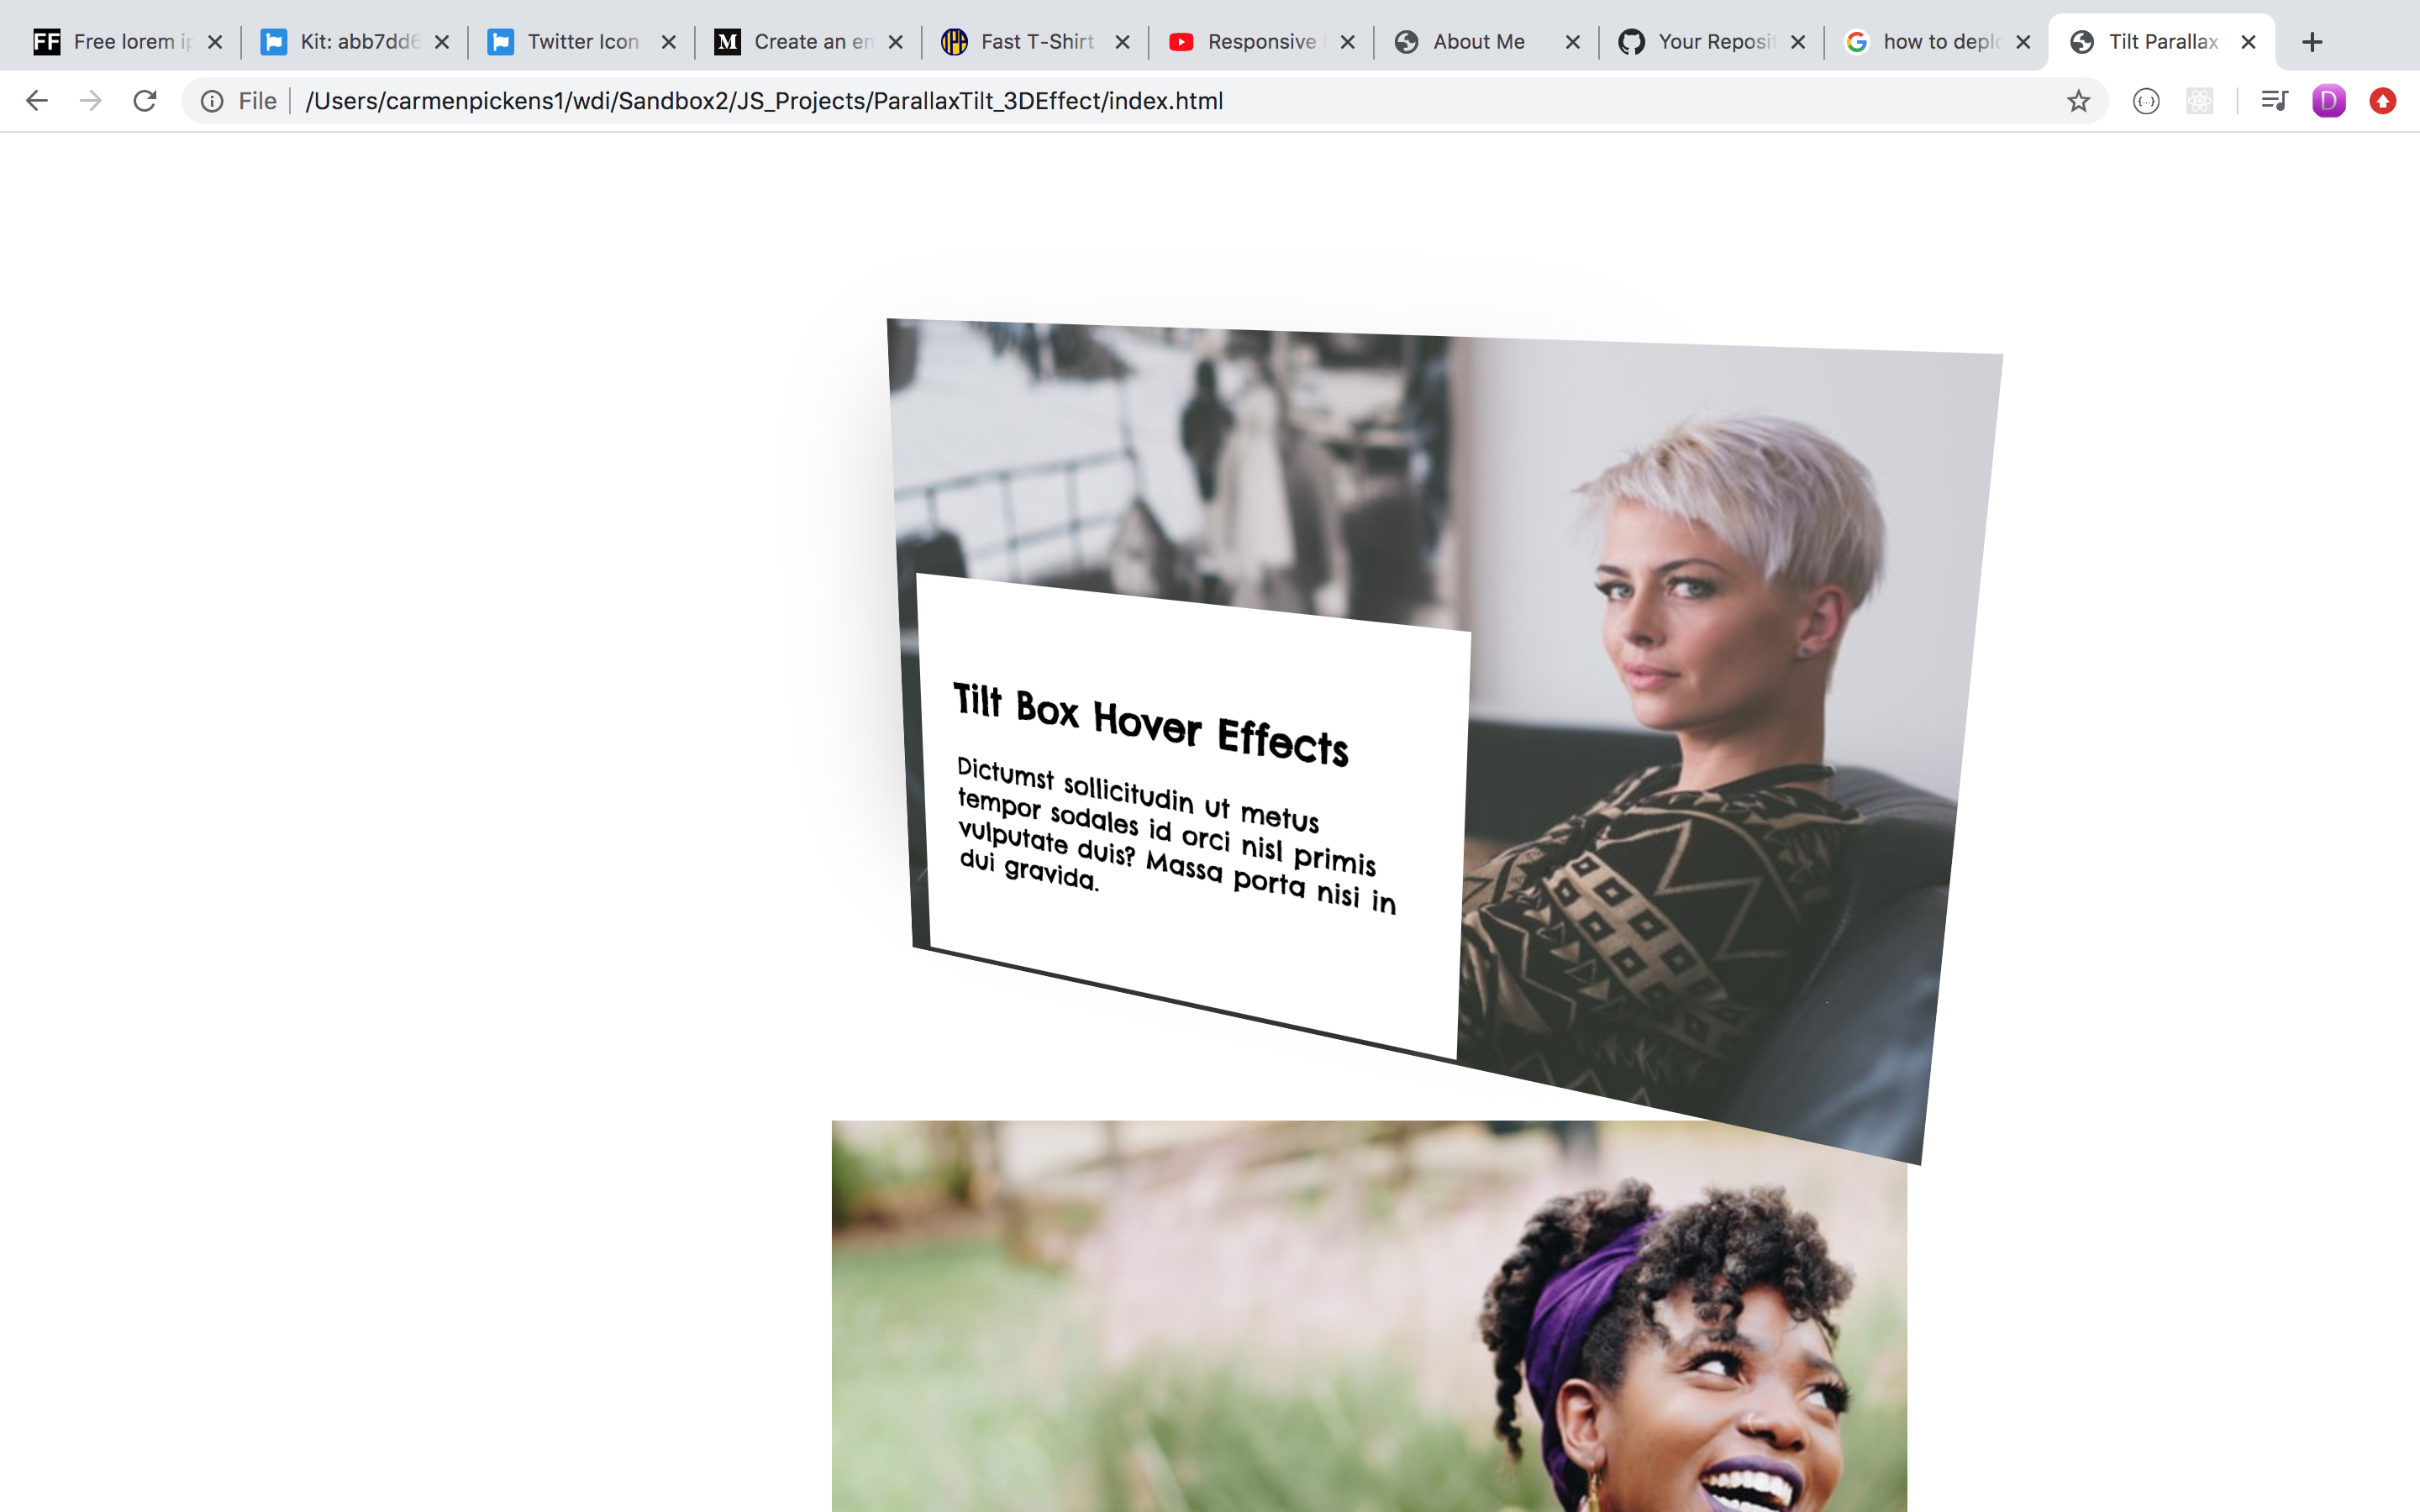 FF Free lorem ip
Kit: abb7dd6
Twitter Icon
M Create an en
IPA Fast T-Shirt
Responsive
About Me
Your Reposit
G how to deplo
Tilt Parallax
File /Users/carmenpickens1/wdi/Sandbox2/JS_Projects/ParallaxTilt_3DEffect/index.html
D
Tilt Box Hover Effects
Dictumst sollicitudin ut metus
tempor sodales id orci nisl primis
vulputate duis? Massa porta nisi in
dui gravida.